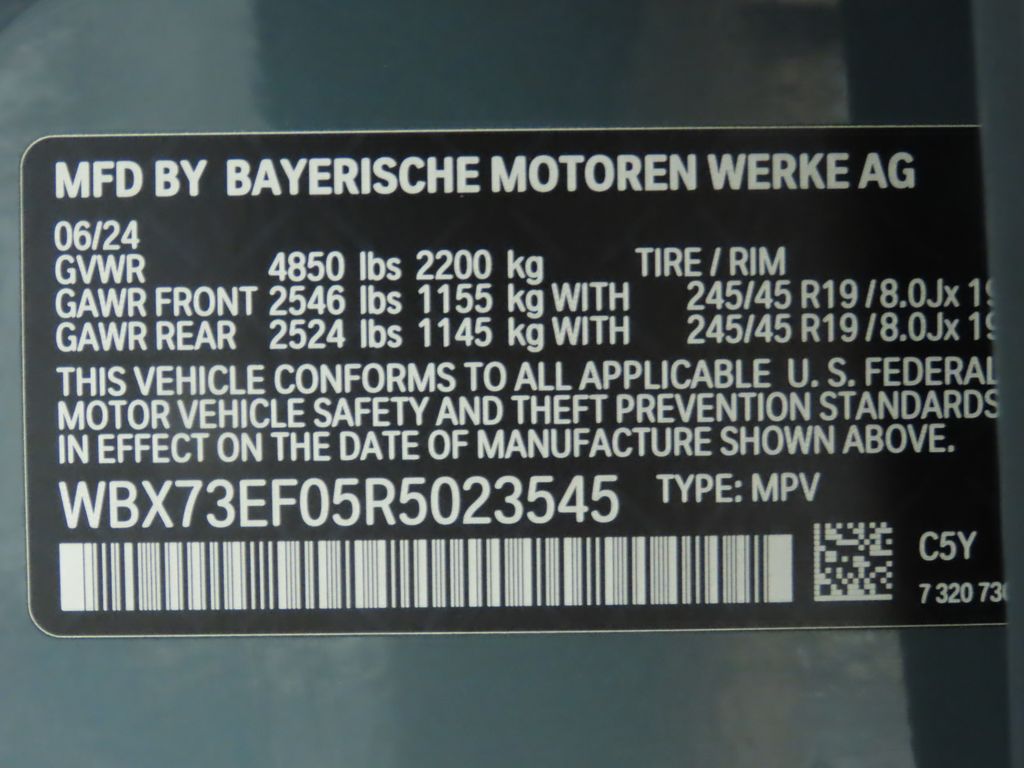 MFD BY BAYERISCHE MOTOREN WERKE AG
06/24
GVWR 4850 lbs 2200 kg TIRE / RIM
GAWR FRONT 2546 lbs 1155 kg WITH 245/45 R19 / 8.0Jx
GAWR REAR 2524 lbs 1145 kg WITH 245/45 R19 / 8.0Jx
THIS VEHICLE CONFORMS TO ALL APPLICABLE U. S. FEDERAL
MOTOR VEHICLE SAFETY AND THEFT PREVENTION STANDARDS
IN EFFECT ON THE DATE OF MANUFACTURE SHOWN ABOVE.
WBX73EF05R5023545 TYPE: MPV
C5Y
7 320